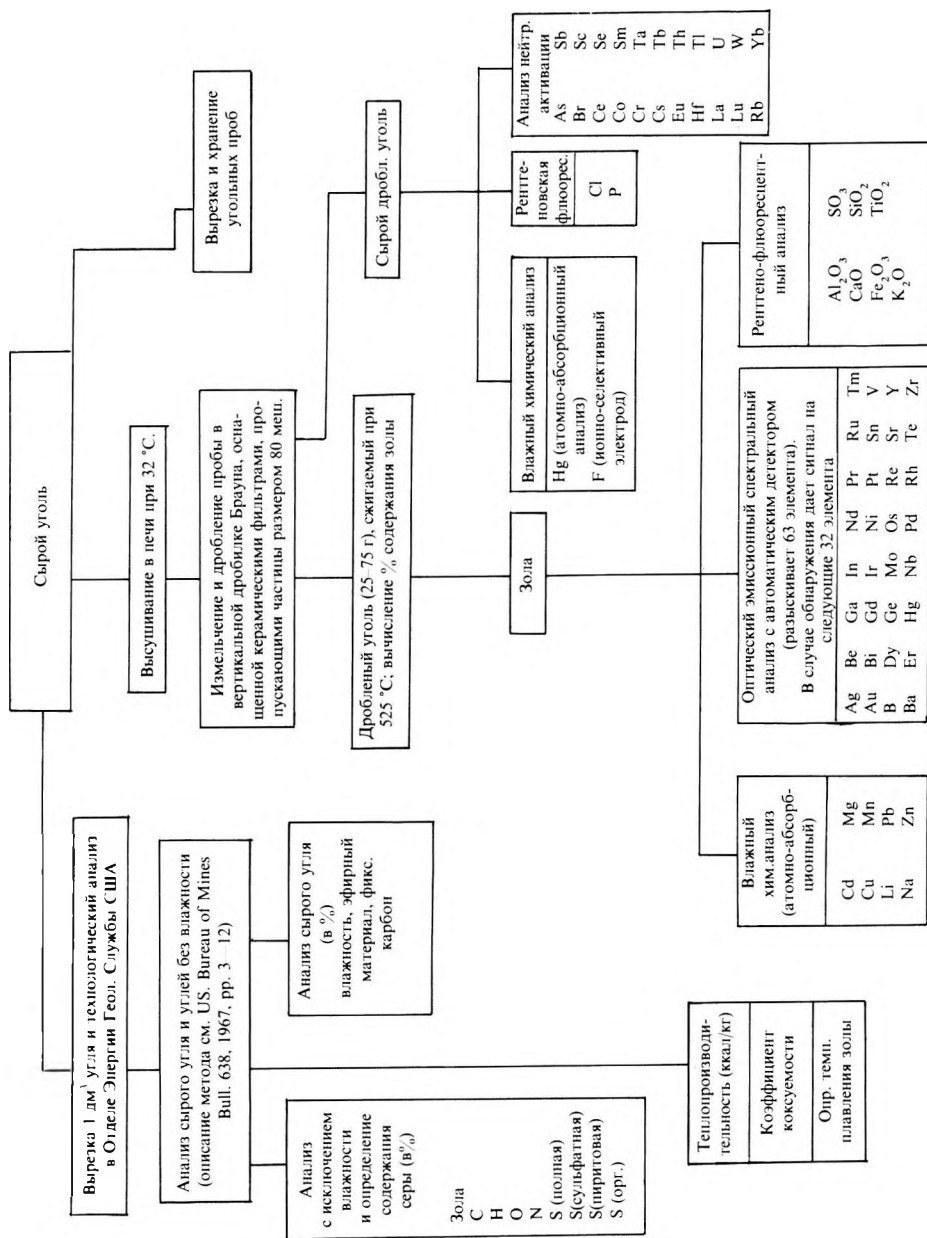 Сырой уголь
Вырезка 1 дм¹ угля и технологический анализ
в Отделе Энергии Геол. Службы США
Анализ сырого угля и углей без влажности
(описание метода см. US. Bureau of Mines
Bull. 638, 1967, pp. 3—12)
Анализ
с исключением
влажности
и определение
содержания
серы (в%)
Зола
C
H
O
N
S (полная)
S(сульфатная)
S(пиритовая)
S (орг.)
Анализ сырого угля
(в %)
влажность, эфирный
материал, фикс.
карбон
Теплопроизводи-
тельность (ккал/кг)
Коэффициент
коксуемости
Опр. темп.
плавления золы
Высушивание в печи при 32 °С.
Измельчение и дробление пробы в
вертикальной дробилке Брауна, осна-
щенной керамическими фильтрами, про-
пускающими частицы размером 80 меш.
Дробленый уголь (25–75 г), сжигаемый при
525 °С; вычисление % содержания золы
Зола
Влажный
хим.анализ
(атомно-абсорб-
ционный)
Cd Mg
Cu Mn
Li Pb
Na Zn
Оптический эмиссионный спектральный
анализ с автоматическим детектором
(разыскивает 63 элемента).
В случае обнаружения дает сигнал на
следующие 32 элемента
Ag Be Ga In Nd Pr Ru Tm
Au Bi Gd Ir Ni Pt Sn V
B Dy Ge Mo Os Re Sr Y
Ba Er Hg Nb Pd Rh Te Zr
Рентгено-флюоресцент-
ный анализ
Al₂O₃ SO₃
CaO SiO₂
Fe₂O₃ TiO₂
K₂O
Вырезка и хранение
угольных проб
Сырой дробл. уголь
Влажный химический анализ
Hg (атомно-абсорбционный
анализ)
F (ионно-селективный
электрод)
Рентге-
новская
флюорес.
Cl
P
Анализ нейтр.
активации
As Sb
Br Sc
Ce Se
Co Sm
Cr Ta
Cs Tb
Eu Th
Hf Tl
La U
Lu W
Rb Yb